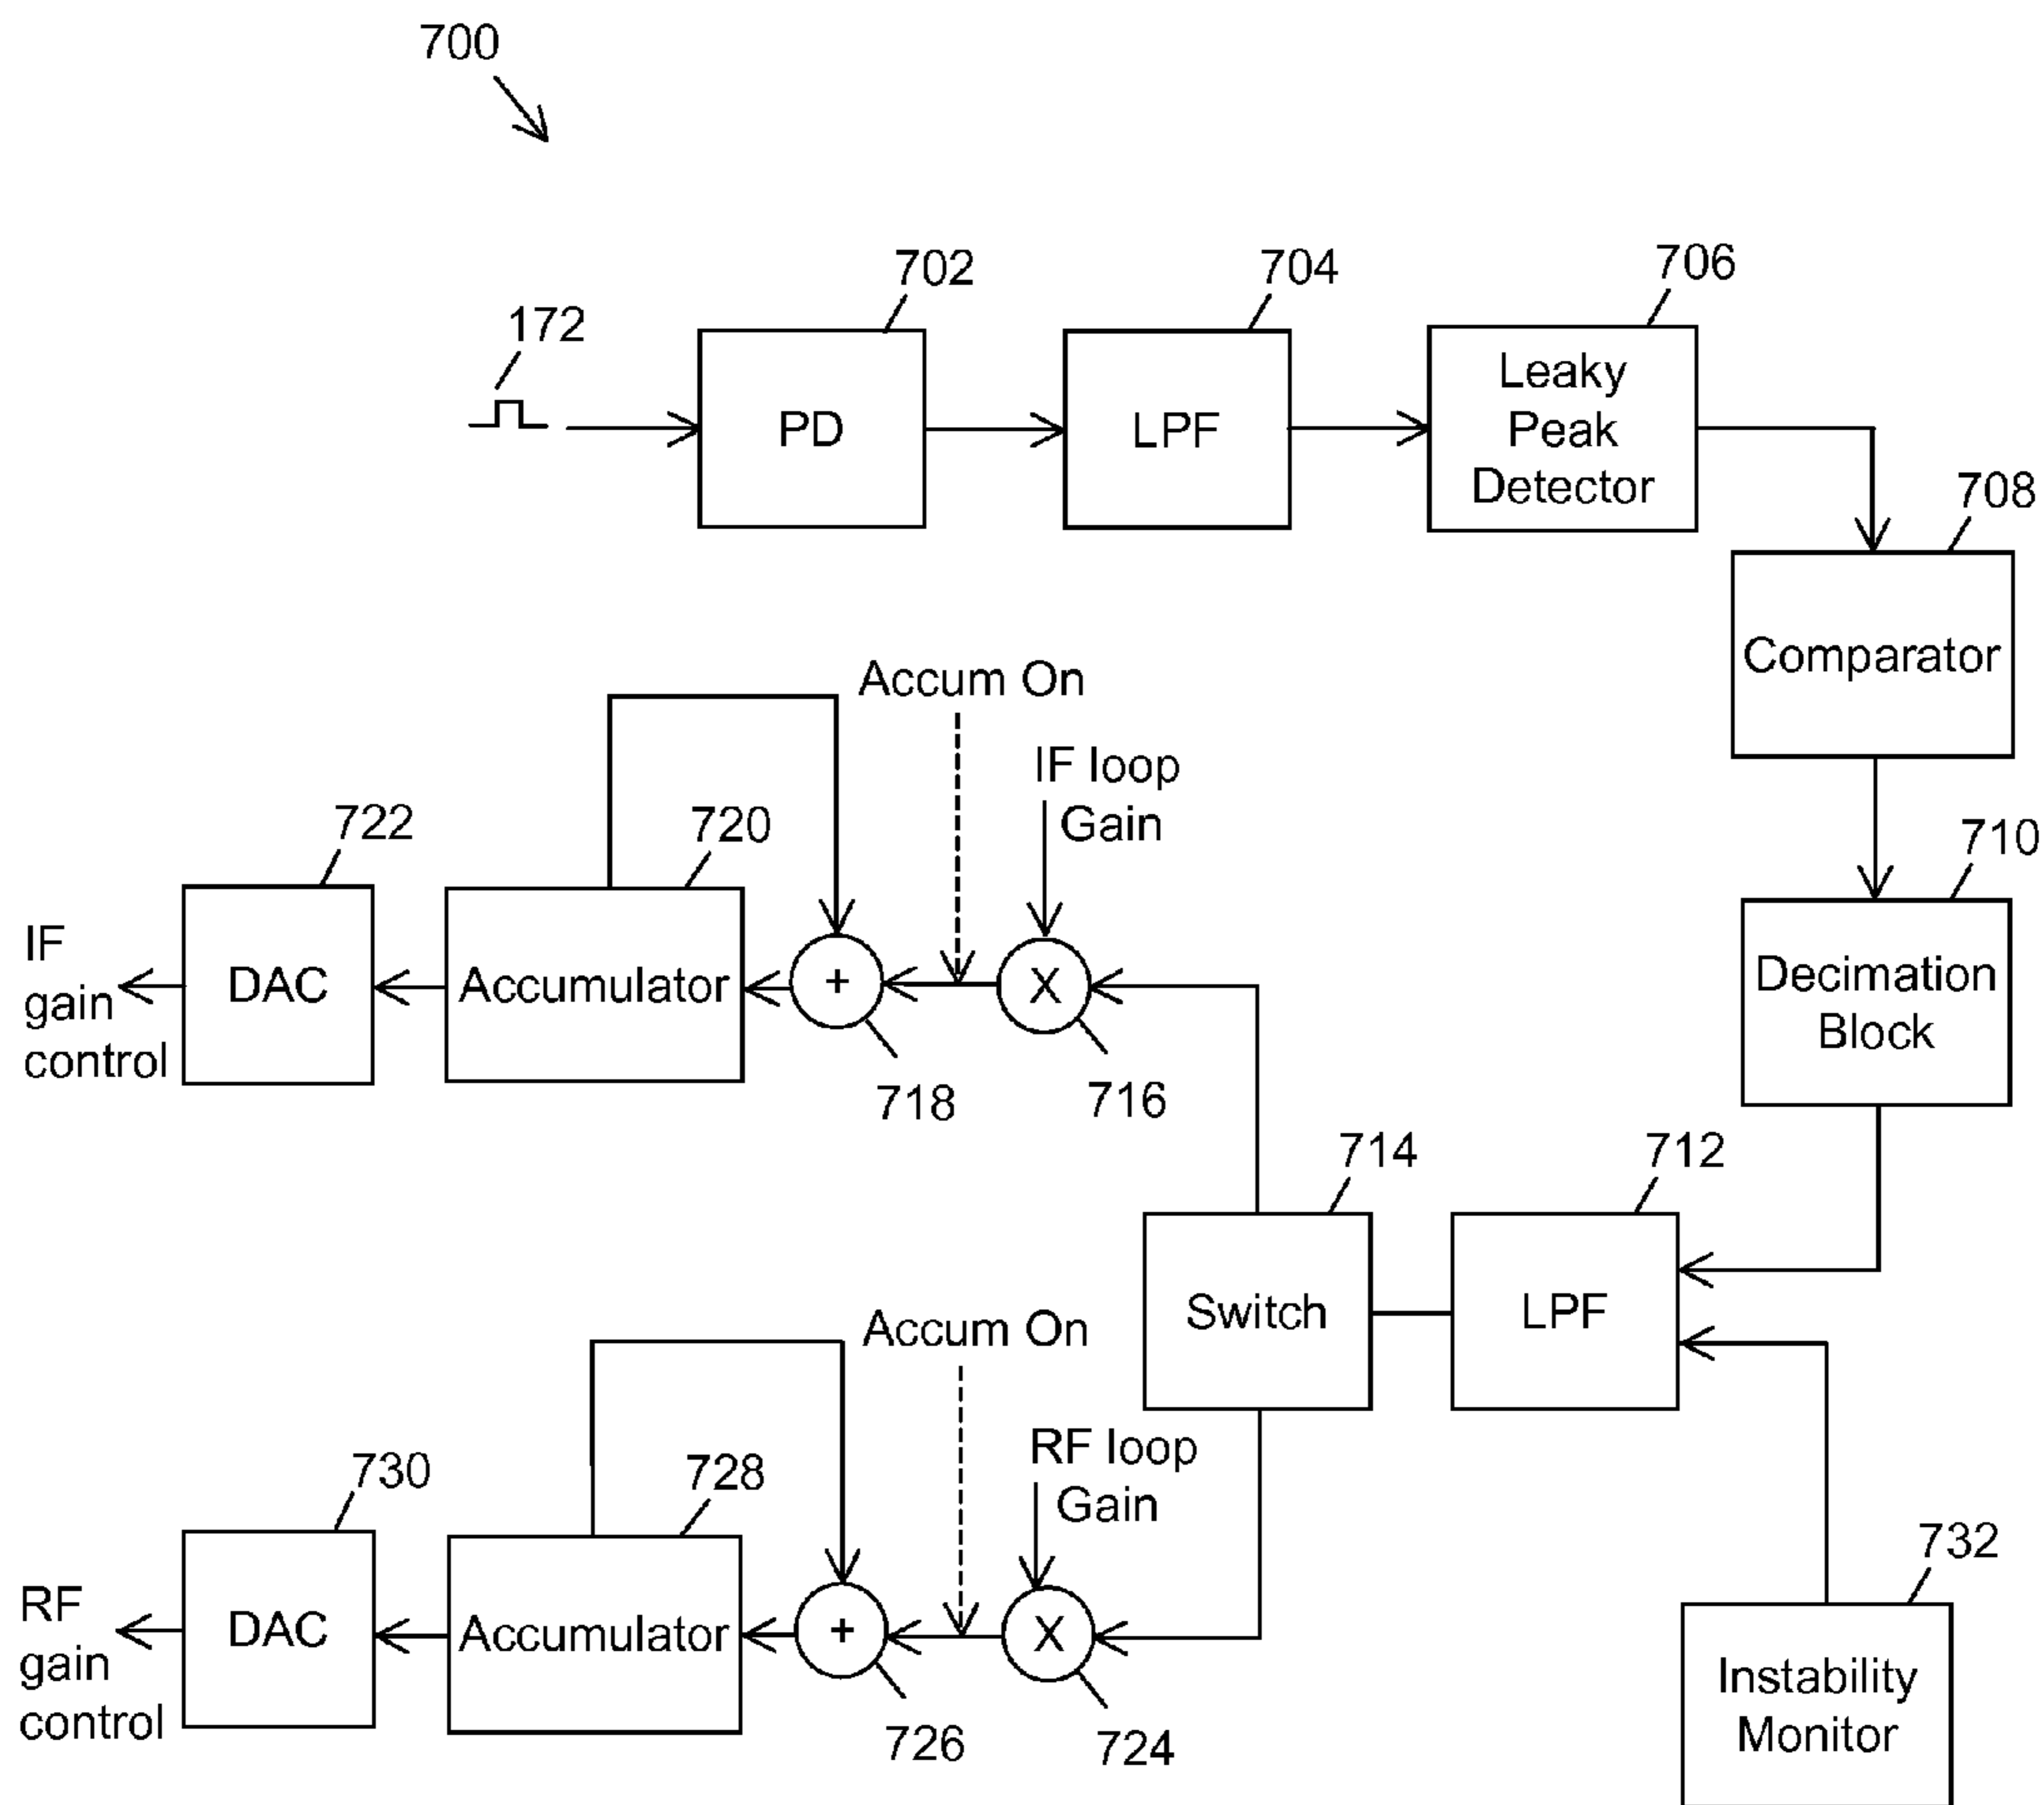 700
702
704
706
172
PD
LPF
Leaky
Peak
Detector
708
Comparator
Accum On
IF loop
Gain
722
720
710
IF
gain
control
DAC
Accumulator
+
X
Decimation
Block
718
716
714
712
Switch
LPF
Accum On
RF loop
Gain
730
728
732
RF
gain
control
DAC
Accumulator
+
X
Instability
Monitor
726
724